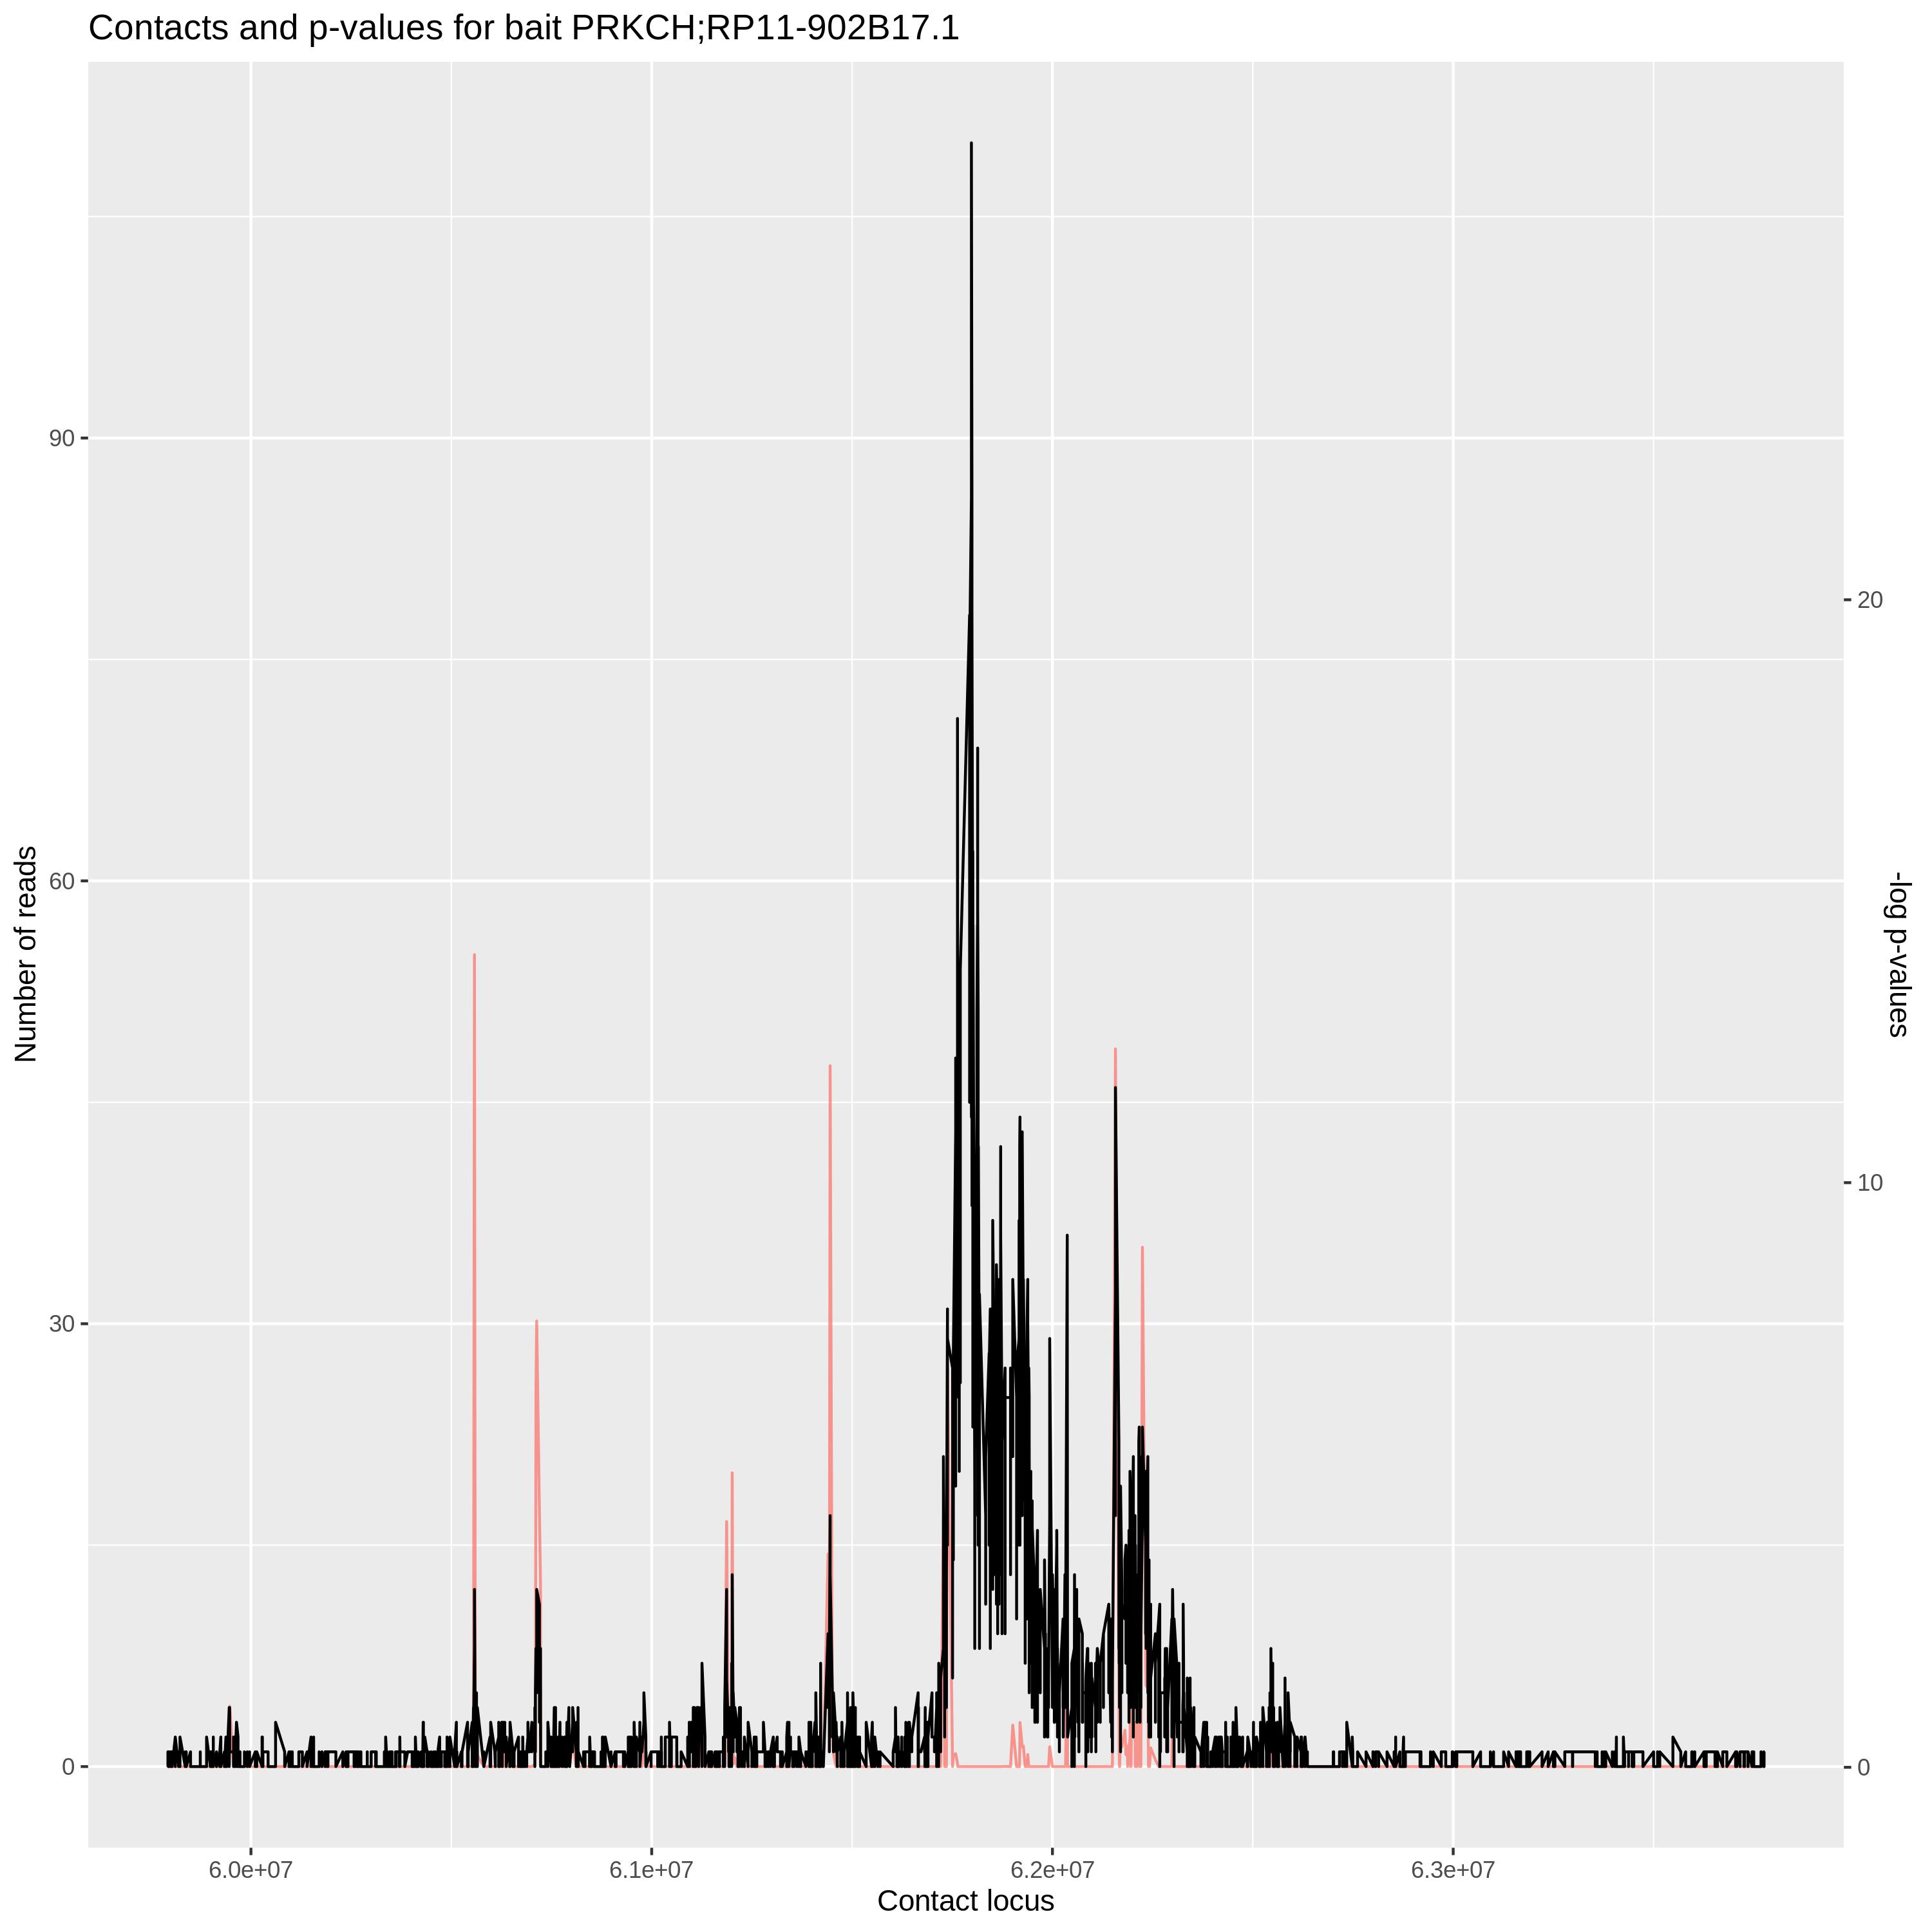 Contacts and p-values for bait PRKCH;RP11-902B17.1
Number of reads
90
60
30
0
20
10
0
-log p-values
6.0e+07
6.1e+07
6.2e+07
6.3e+07
Contact locus